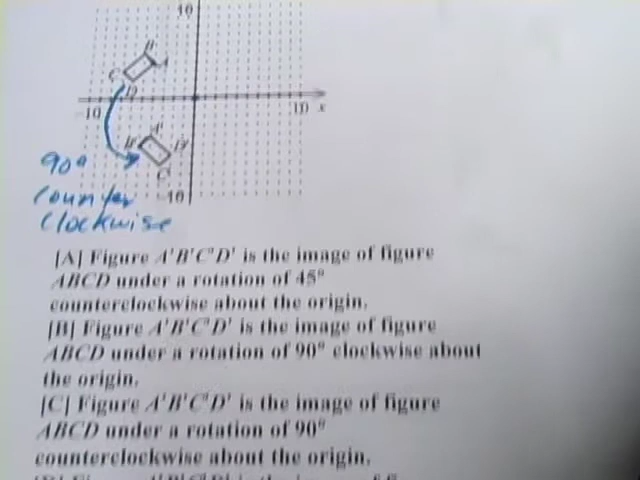 10
B
A
C
D
-10
10 x
A'
B' D'
C'
-10
90°
counter
clockwise
[A] Figure A'B'C'D' is the image of figure
ABCD under a rotation of 45°
counterclockwise about the origin.
[B] Figure A'B'C'D' is the image of figure
ABCD under a rotation of 90° clockwise about
the origin.
[C] Figure A'B'C'D' is the image of figure
ABCD under a rotation of 90°
counterclockwise about the origin.